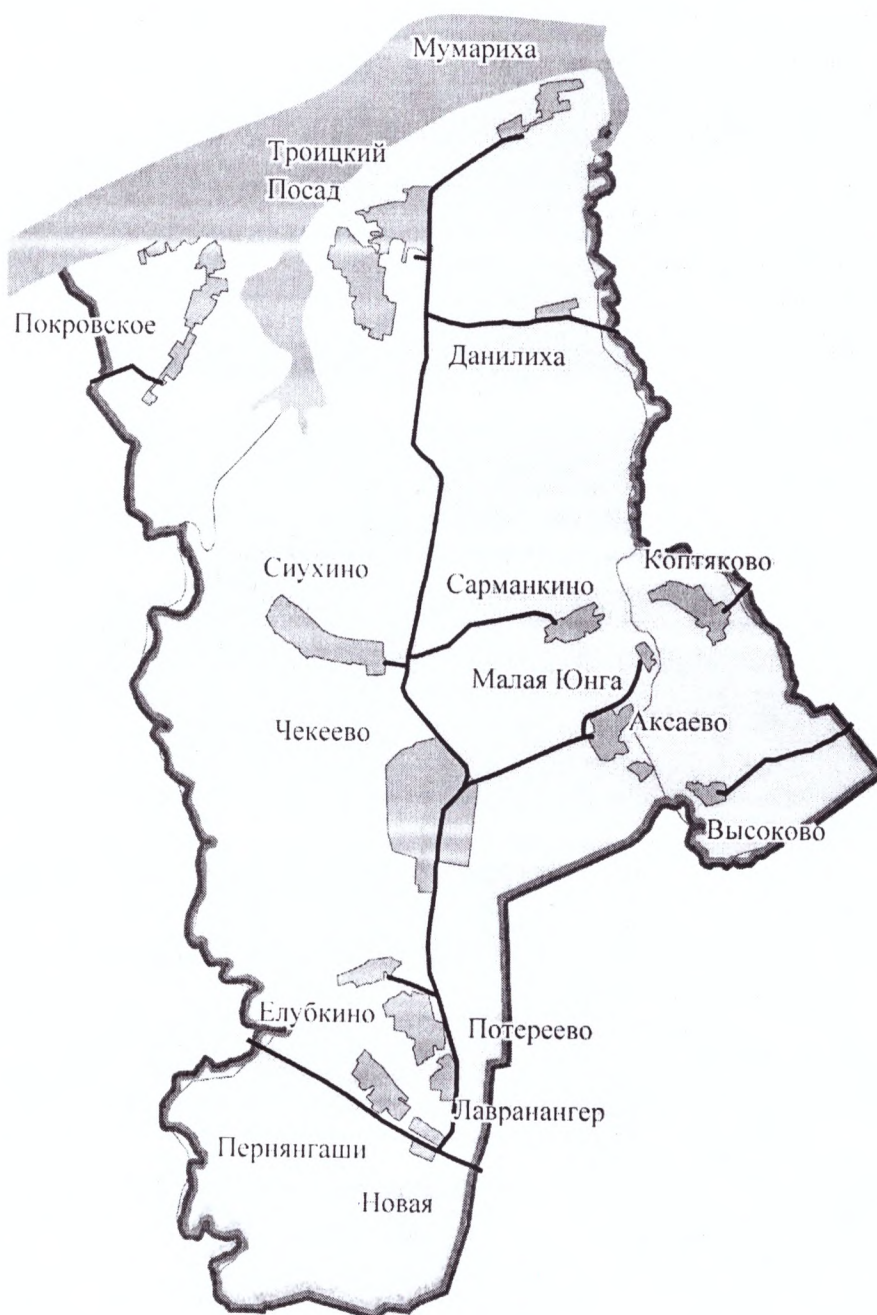 Мумариха
Троицкий
Посад
Покровское
Данилиха
Сиухино
Сарманкино
Коптяково
Малая Юнга
Чекеево
Аксаево
Высоково
Елубкино
Потереево
Лавранангер
Пернянгаши
Новая